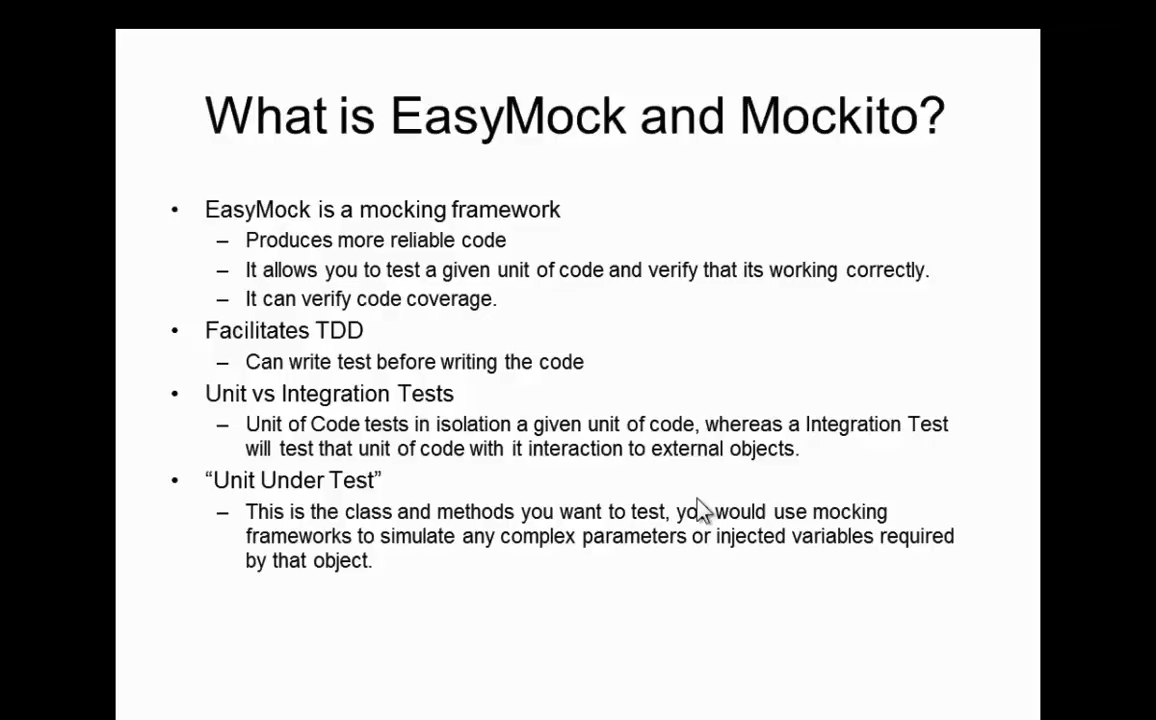 What is EasyMock and Mockito?
• EasyMock is a mocking framework
– Produces more reliable code
– It allows you to test a given unit of code and verify that its working correctly.
– It can verify code coverage.
• Facilitates TDD
– Can write test before writing the code
• Unit vs Integration Tests
– Unit of Code tests in isolation a given unit of code, whereas a Integration Test
will test that unit of code with it interaction to external objects.
• “Unit Under Test”
– This is the class and methods you want to test, you would use mocking
frameworks to simulate any complex parameters or injected variables required
by that object.